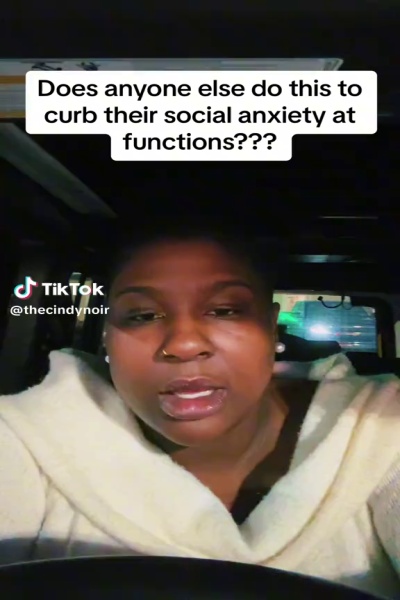 Does anyone else do this to
curb their social anxiety at
functions???
TikTok
@thecindynoir